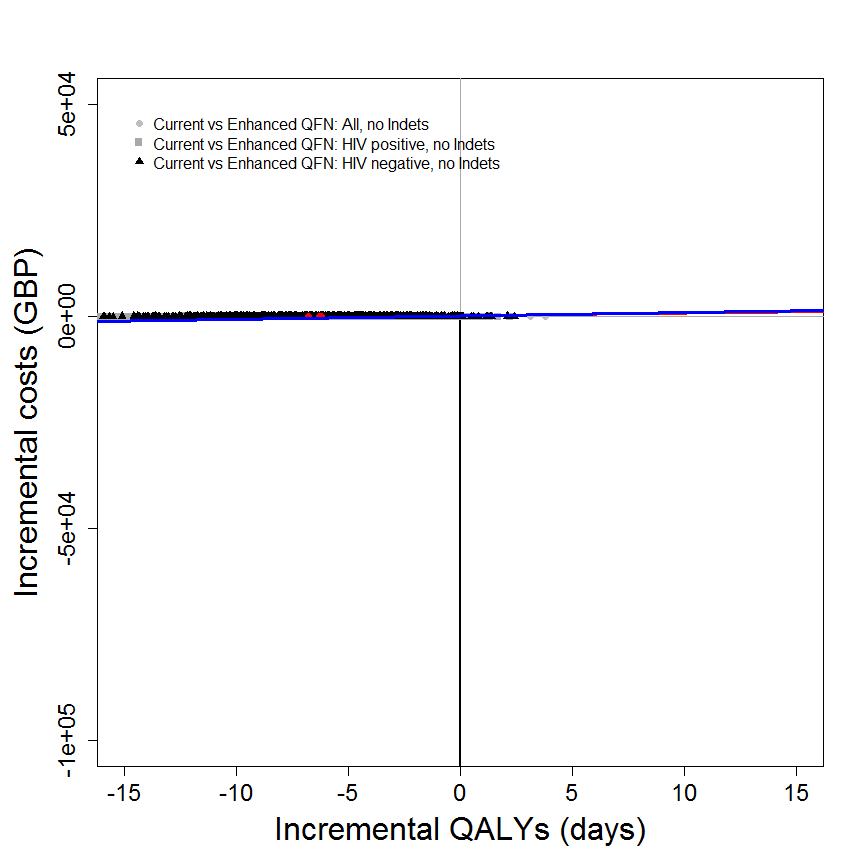 5e+04
Current vs Enhanced QFN: All, no Indets
Current vs Enhanced QFN: HIV positive, no Indets
Current vs Enhanced QFN: HIV negative, no Indets
0e+00
Incremental costs (GBP)
-5e+04
-1e+05
-15 -10 -5 0 5 10 15
Incremental QALYs (days)